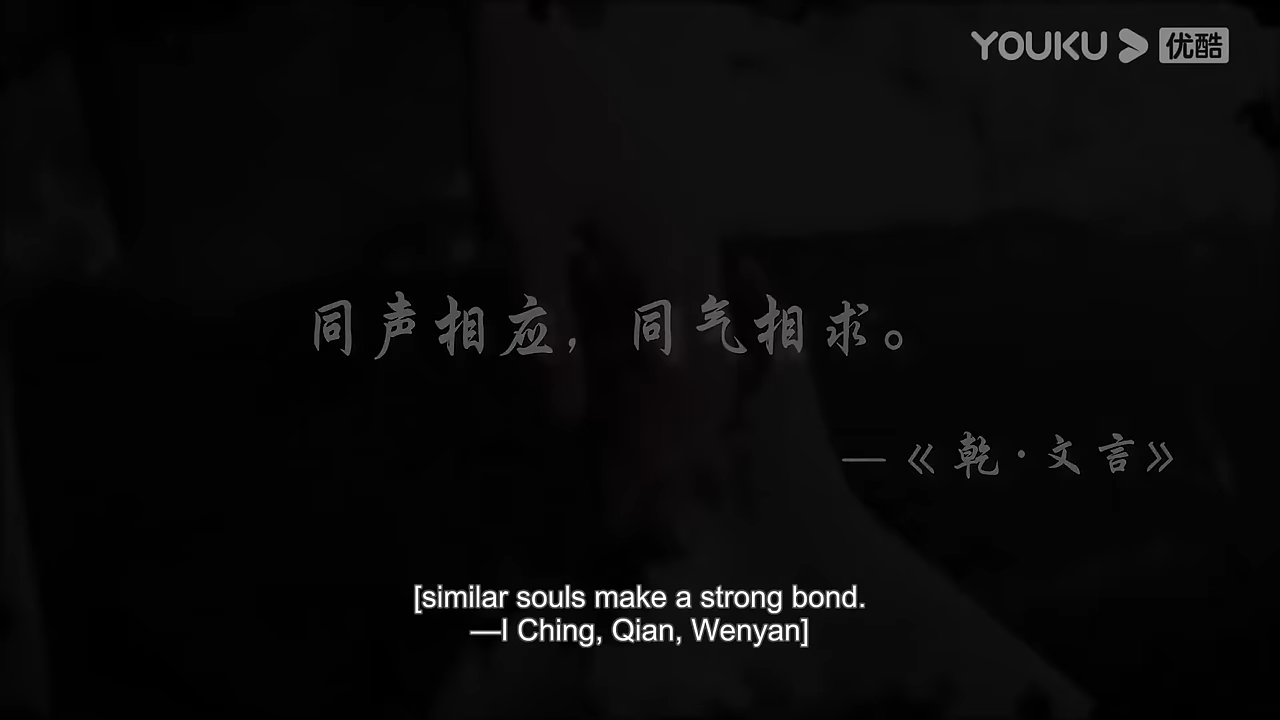 YOUKU 优酷
同声相应，同气相求。
—《乾·文言》
[similar souls make a strong bond.
—I Ching, Qian, Wenyan]